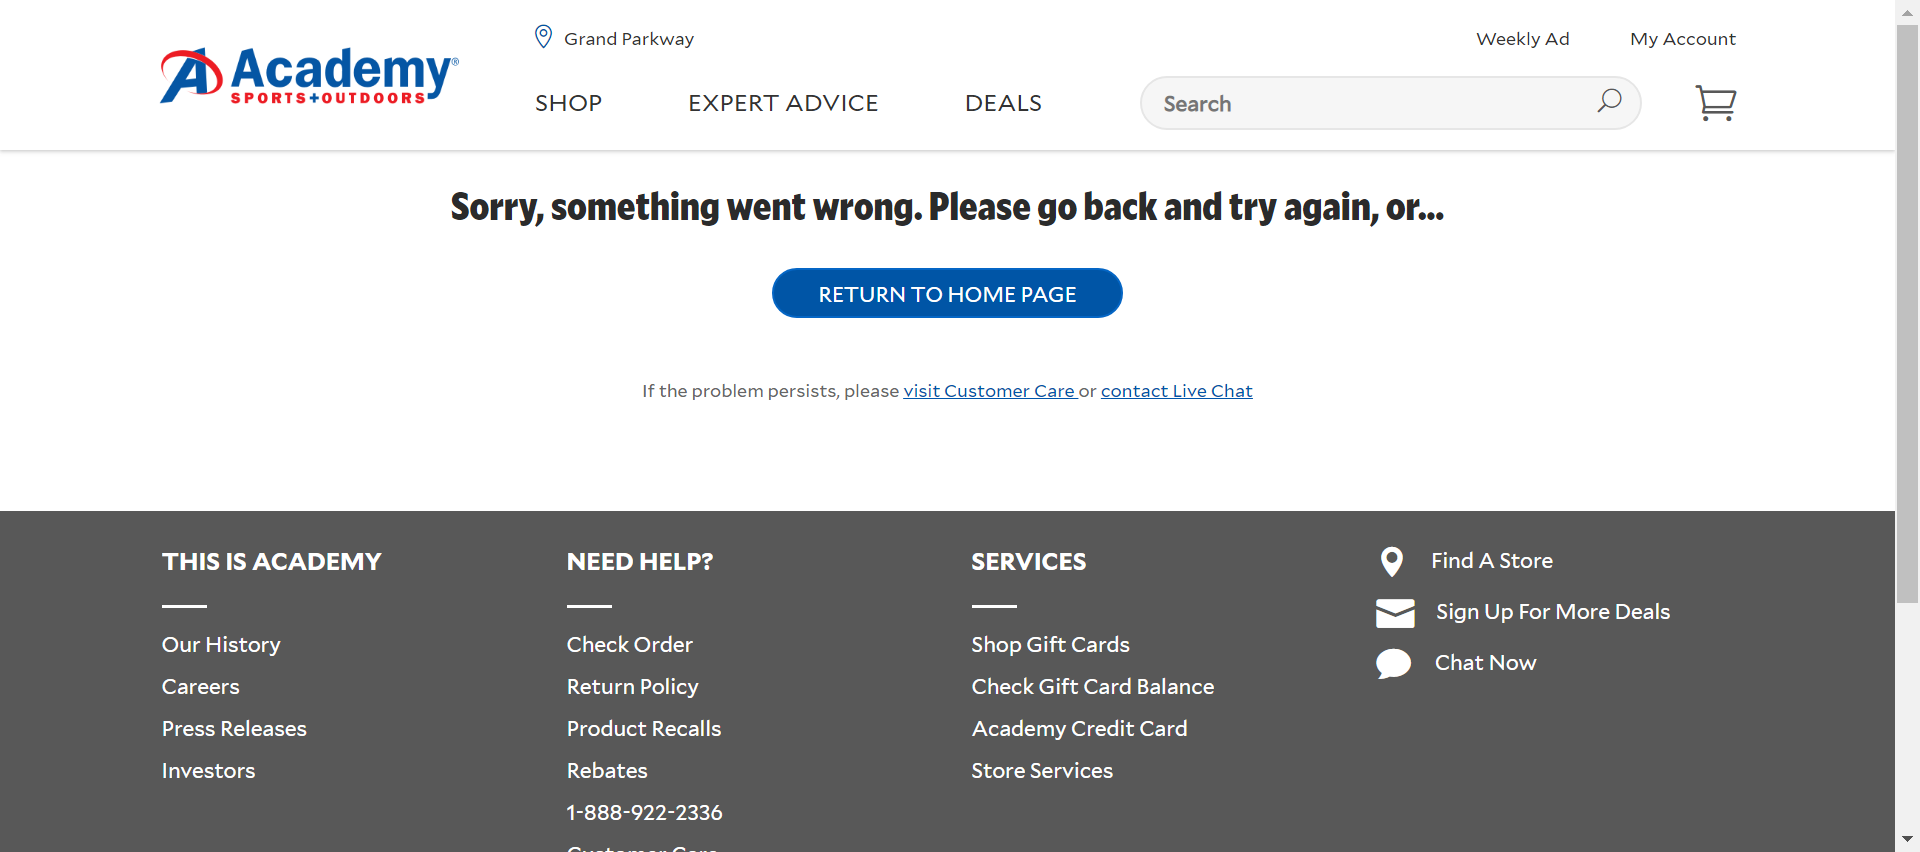 Grand Parkway
Weekly Ad
My Account
Academy®
SPORTS+OUTDOORS
SHOP
EXPERT ADVICE
DEALS
Search
Sorry, something went wrong. Please go back and try again, or...
RETURN TO HOME PAGE
If the problem persists, please visit Customer Care or contact Live Chat
THIS IS ACADEMY
Our History
Careers
Press Releases
Investors
NEED HELP?
Check Order
Return Policy
Product Recalls
Rebates
1-888-922-2336
Customer Care
SERVICES
Shop Gift Cards
Check Gift Card Balance
Academy Credit Card
Store Services
Find A Store
Sign Up For More Deals
Chat Now